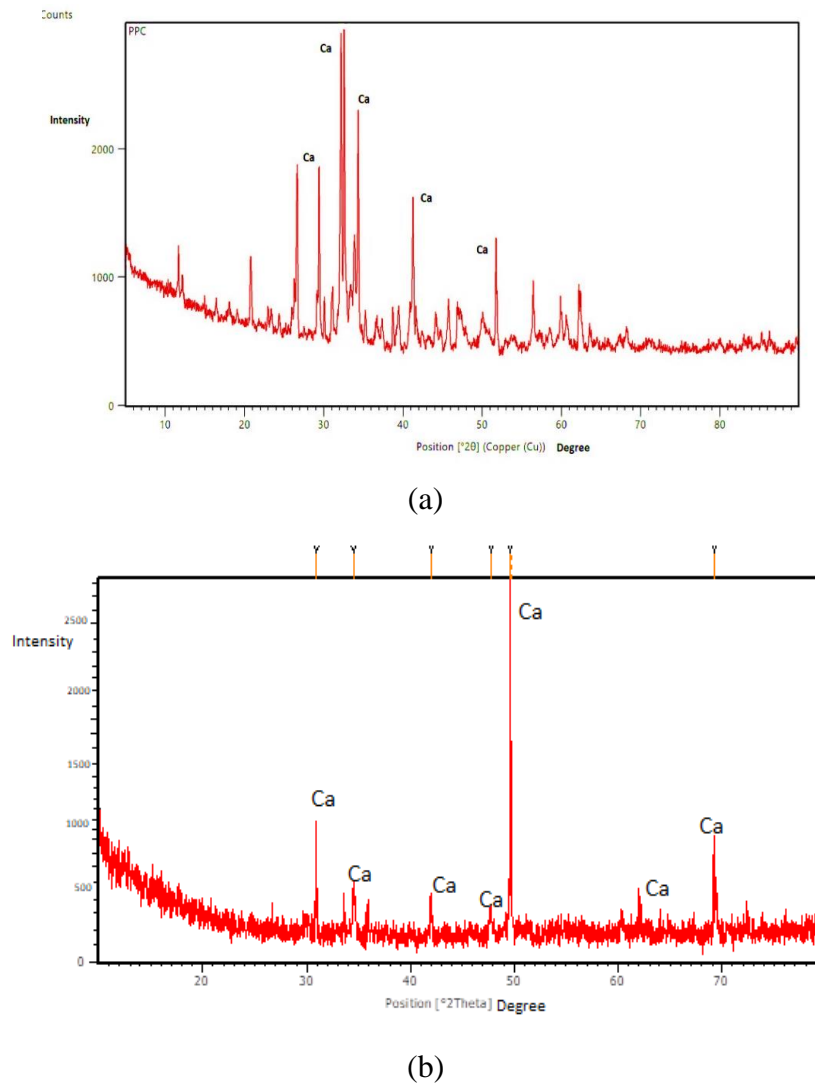 Counts
PPC
Ca
Ca
Intensity
2000
Ca
Ca
Ca
1000
0
10 20 30 40 50 60 70 80
Position [°2θ] (Copper (Cu)) Degree
(a)
2500
Ca
Intensity
2000
1500
Ca
1000
Ca
Ca
Ca
Ca
Ca
500
0
20 30 40 50 60 70
Position [°2Theta] Degree
(b)